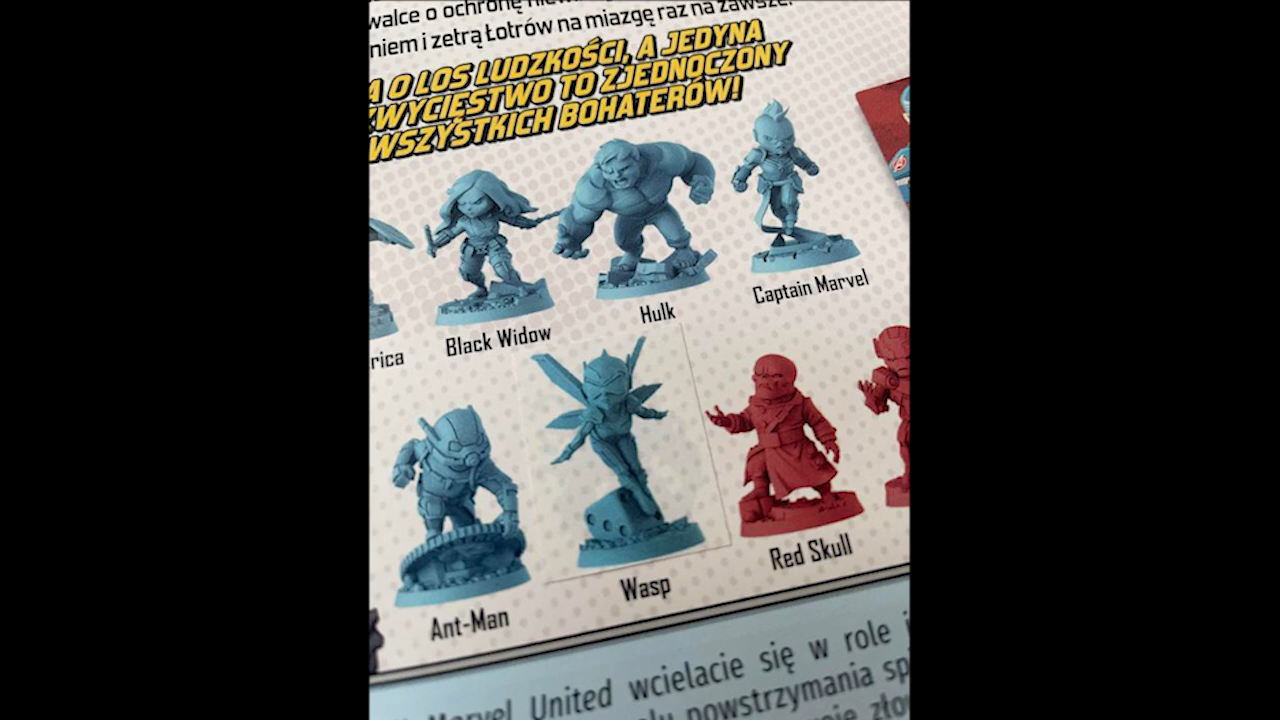 walce o ochronę
niem i zetrą Łotrów na miazgę raz na zawsze.
A O LOS LUDZKOŚCI, A JEDYNA
ZWYCIĘSTWO TO ZJEDNOCZONY
WSZYSTKICH BOHATERÓW!
Black Widow
Hulk
Captain Marvel
rica
Ant-Man
Wasp
Red Skull
Marvel United wcielacie się w role
powstrzymania